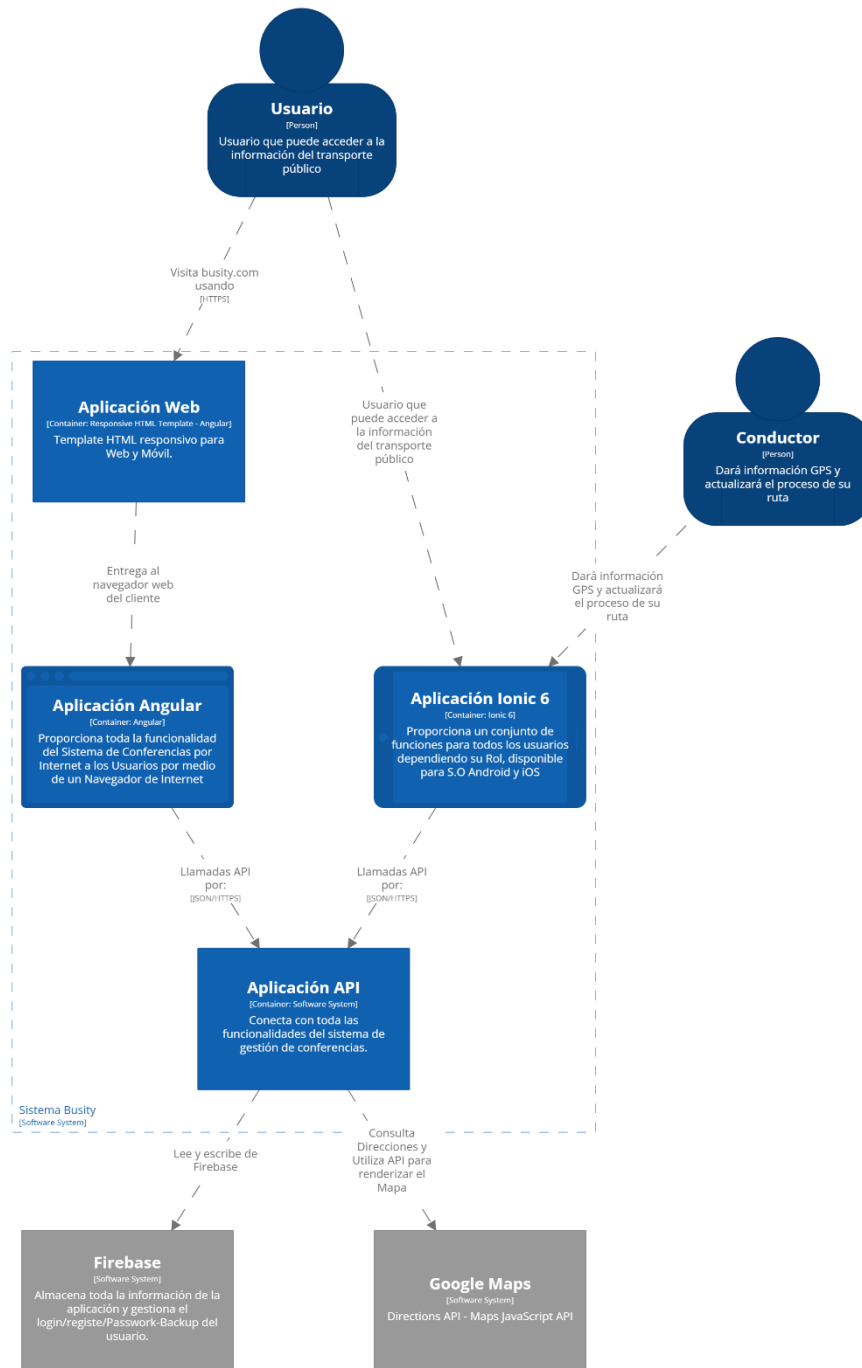 Usuario
[Person]
Usuario que puede acceder a la
información del transporte
público
Visita busity.com
usando
[HTTPS]
Aplicación Web
[Container: Responsive HTML Template - Angular]
Template HTML responsivo para
Web y Móvil.
Usuario que
puede acceder a
la información
del transporte
público
Conductor
[Person]
Dará información GPS y
actualizará el proceso de su
ruta
Entrega al
navegador web
del cliente
Dará información
GPS y actualizará
el proceso de su
ruta
Aplicación Angular
[Container: Angular]
Proporciona toda la funcionalidad
del Sistema de Conferencias por
Internet a los Usuarios por medio
de un Navegador de Internet
Aplicación Ionic 6
[Container: Ionic 6]
Proporciona un conjunto de
funciones para todos los usuarios
dependiendo su Rol, disponible
para S.O Android y iOS
Llamadas API
por:
[JSON/HTTPS]
Llamadas API
por:
[JSON/HTTPS]
Aplicación API
[Container: Software System]
Conecta con toda las
funcionalidades del sistema de
gestión de conferencias.
Sistema Busity
[Software System]
Lee y escribe de
Firebase
Consulta
Direcciones y
Utiliza API para
renderizar el
Mapa
Firebase
[Software System]
Almacena toda la información de la
aplicación y gestiona el
login/registe/Passwork-Backup del
usuario.
Google Maps
[Software System]
Directions API - Maps JavaScript API